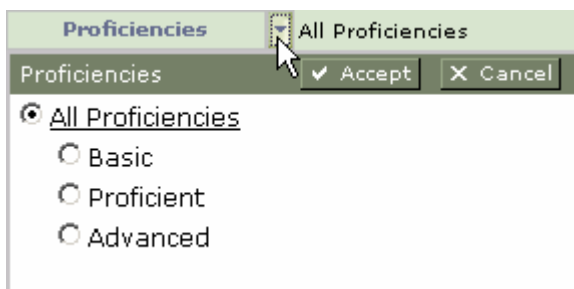 Proficiencies All Proficiencies
Proficiencies Accept Cancel
All Proficiencies
Basic
Proficient
Advanced